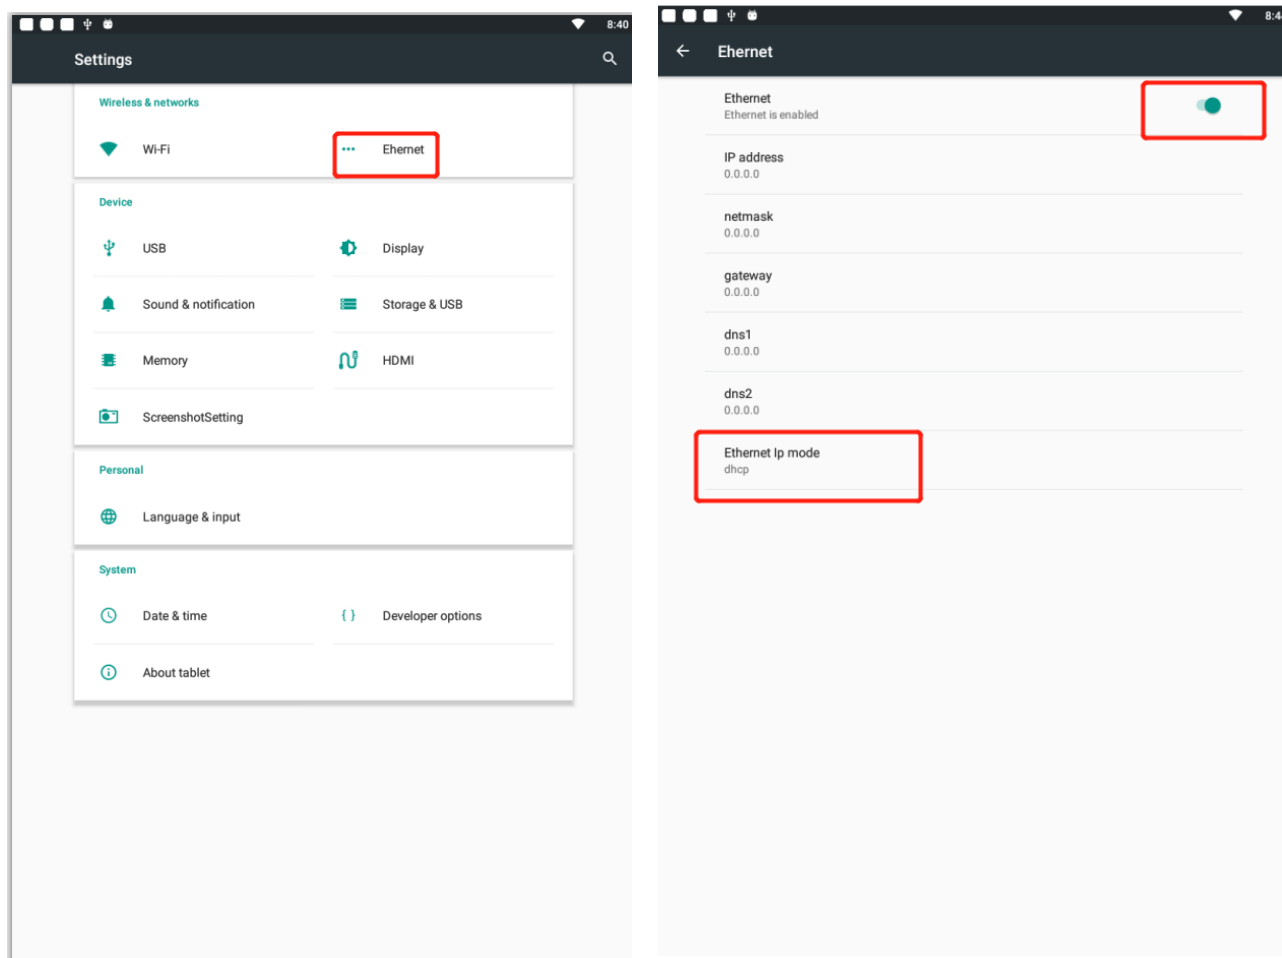 8:40
Settings
Wireless & networks
Wi-Fi
Ehernet
Device
USB
Display
Sound & notification
Storage & USB
Memory
HDMI
ScreenshotSetting
Personal
Language & input
System
Date & time
Developer options
About tablet
Ehernet
Ethernet
Ethernet is enabled
IP address
0.0.0.0
netmask
0.0.0.0
gateway
0.0.0.0
dns1
0.0.0.0
dns2
0.0.0.0
Ethernet Ip mode
dhcp